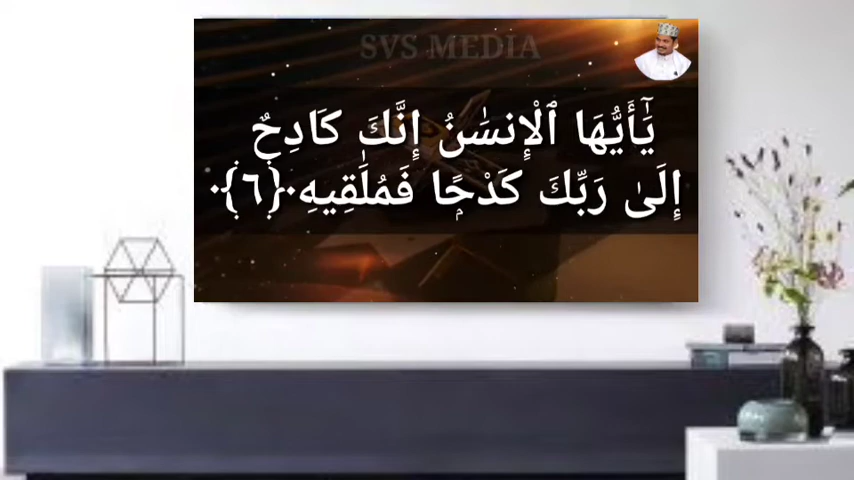 SVS MEDIA
يَٰٓأَيُّهَا ٱلْإِنسَٰنُ إِنَّكَ كَادِحٌ
إِلَىٰ رَبِّكَ كَدْحًۭا فَمُلَٰقِيهِ ﴿٦﴾